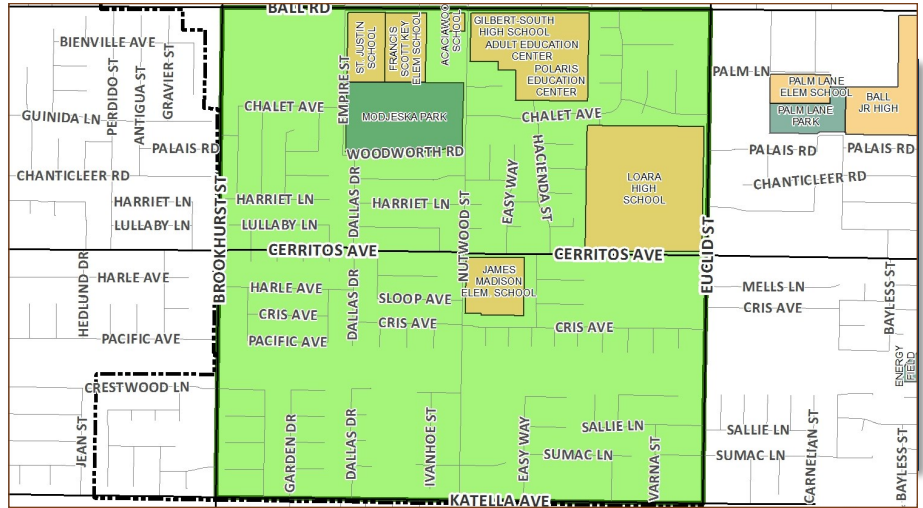 BALL RD
BIENVILLE AVE
PERDIDO ST
ANTIGUA ST
GRAVIER ST
GUINIDA LN
PALAIS RD
CHANTICLEER RD
HARRIET LN
LULLABY LN
BROOKHURST ST
HEDLUND DR
HARLE AVE
PACIFIC AVE
CRESTWOOD LN
JEAN ST
EMPIRE ST
ST JUSTIN
SCHOOL
FRANCIS
SCOTT KEY
ELEM SCHOOL
ACACIAWOOD
SCHOOL
GILBERT-SOUTH
HIGH SCHOOL
ADULT EDUCATION
CENTER
POLARIS
EDUCATION
CENTER
CHALET AVE
MODJESKA PARK
CHALET AVE
WOODWORTH RD
DALLAS DR
HARRIET LN
HARRIET LN
LULLABY LN
NUTWOOD ST
EASY WAY
HACIENDA ST
LOARA
HIGH
SCHOOL
CERRITOS AVE
CERRITOS AVE
EUCLID ST
JAMES
MADISON
ELEM SCHOOL
HARLE AVE
CRIS AVE
PACIFIC AVE
DALLAS DR
SLOOP AVE
CRIS AVE
CRIS AVE
GARDEN DR
DALLAS DR
IVANHOE ST
EASY WAY
SALLIE LN
SUMAC LN
VARNA ST
KATELLA AVE
PALM LN
PALM LANE
ELEM SCHOOL
PALM LANE
PARK
BALL
JR HIGH
PALAIS RD
PALAIS RD
CHANTICLEER RD
MELLS LN
CRIS AVE
BAYLESS ST
ENERGY
FIELD
SALLIE LN
SUMAC LN
CARNELIAN ST
BAYLESS ST